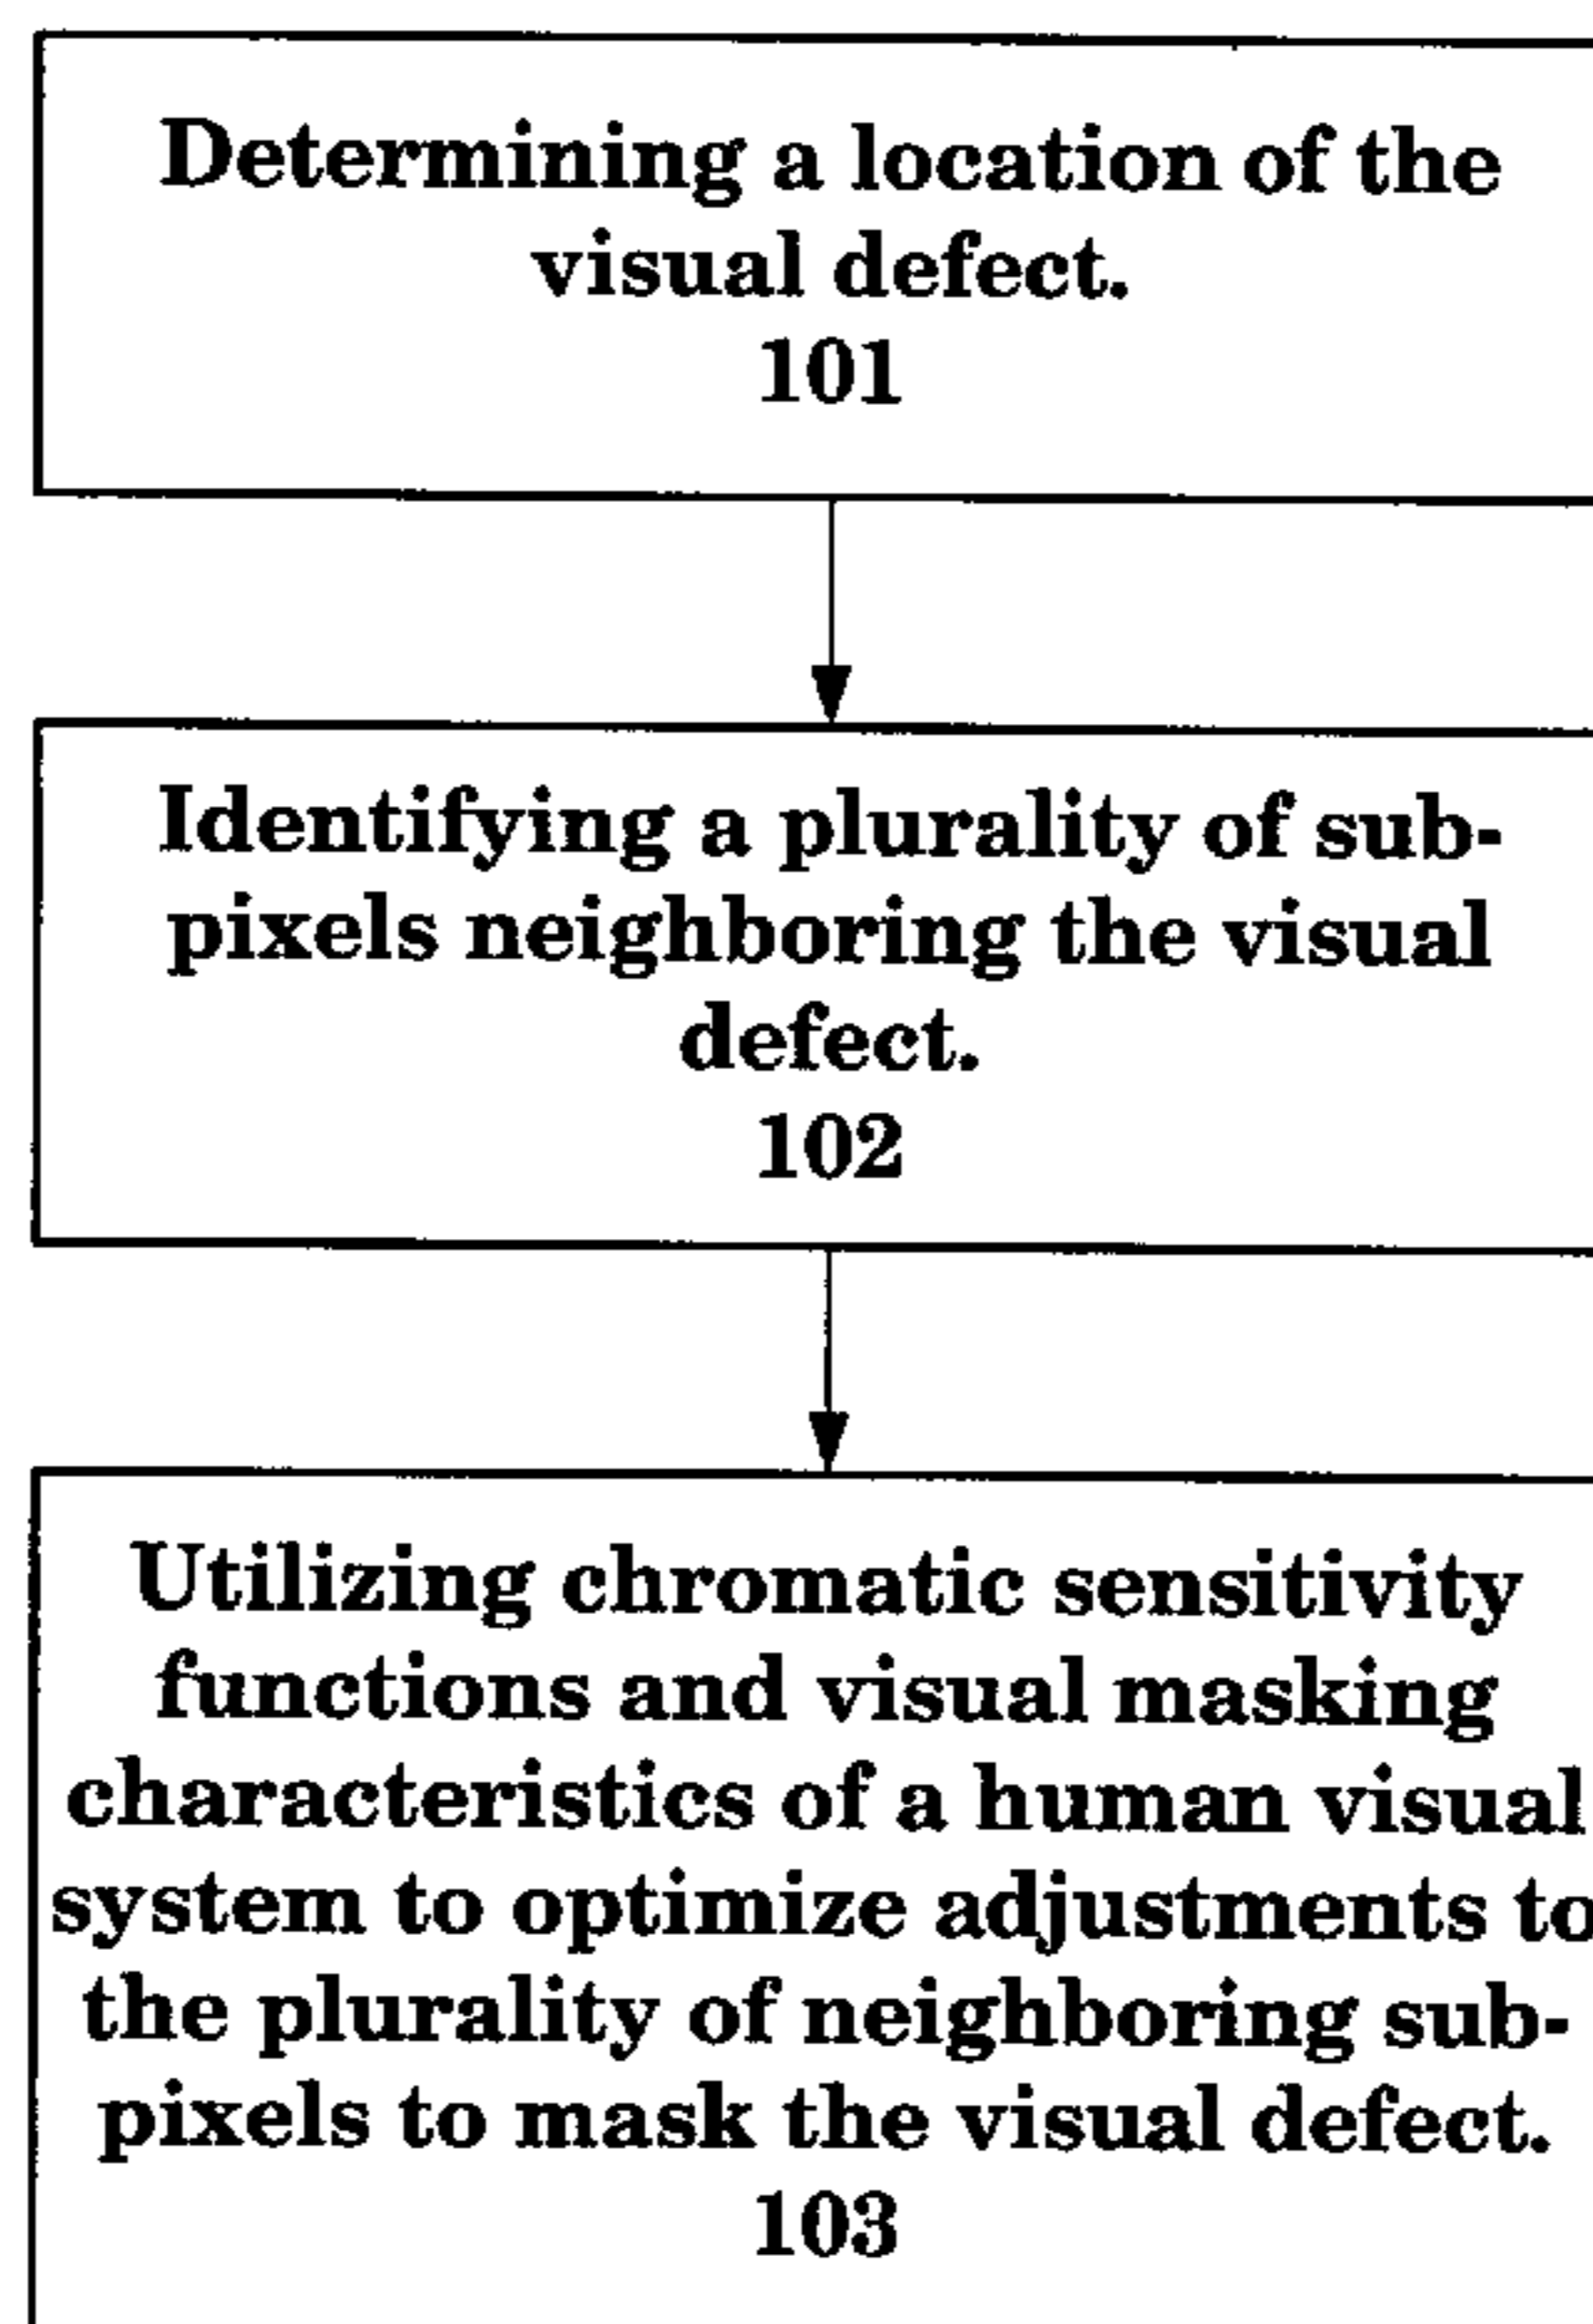 Determining a location of the
visual defect.
101
Identifying a plurality of sub-
pixels neighboring the visual
defect.
102
Utilizing chromatic sensitivity
functions and visual masking
characteristics of a human visual
system to optimize adjustments to
the plurality of neighboring sub-
pixels to mask the visual defect.
103